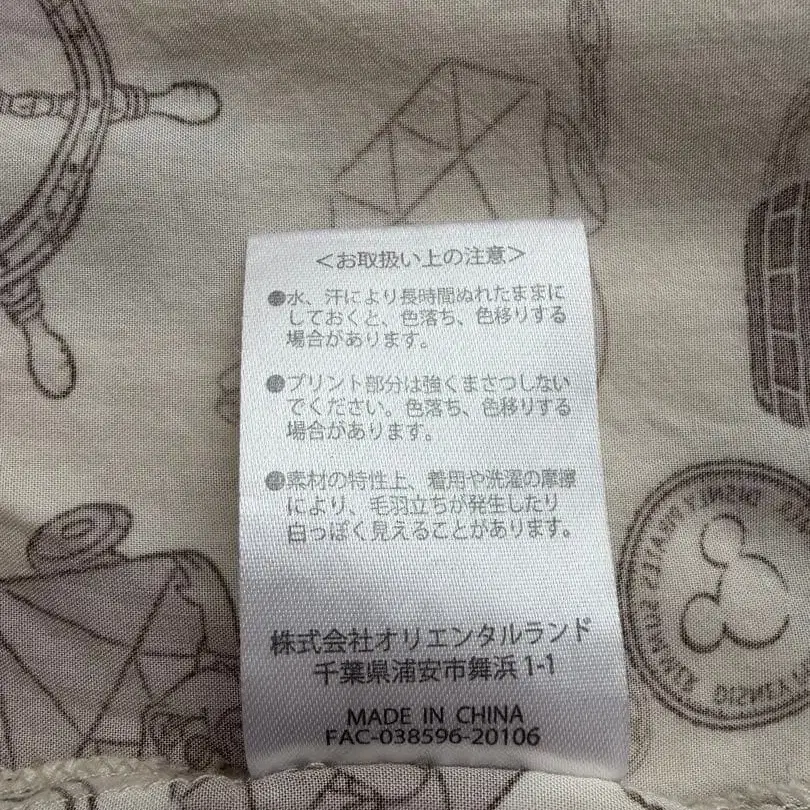 <お取扱い上の注意>
●水、汗により長時間ぬれたままに
しておくと、色落ち、色移りする
場合があります。
●プリント部分は強くまさつしない
でください。色落ち、色移りする
場合があります。
●素材の特性上、着用や洗濯の摩擦
により、毛羽立ちが発生したり
白っぽく見えることがあります。
株式会社オリエンタルランド
千葉県浦安市舞浜1-1
MADE IN CHINA
FAC-038596-20106
DISNEY PIRATES SUMMER